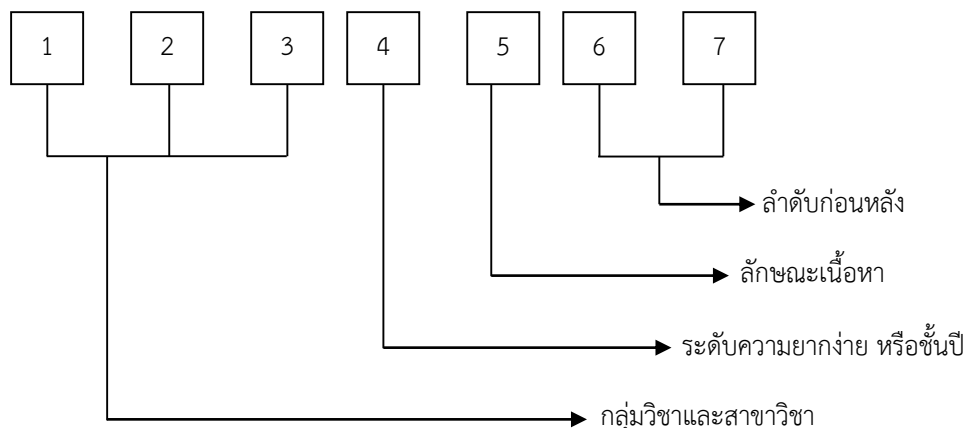 1 2 3 4 5 6 7
ลำดับก่อนหลัง
ลักษณะเนื้อหา
ระดับความยากง่าย หรือชั้นปี
กลุ่มวิชาและสาขาวิชา